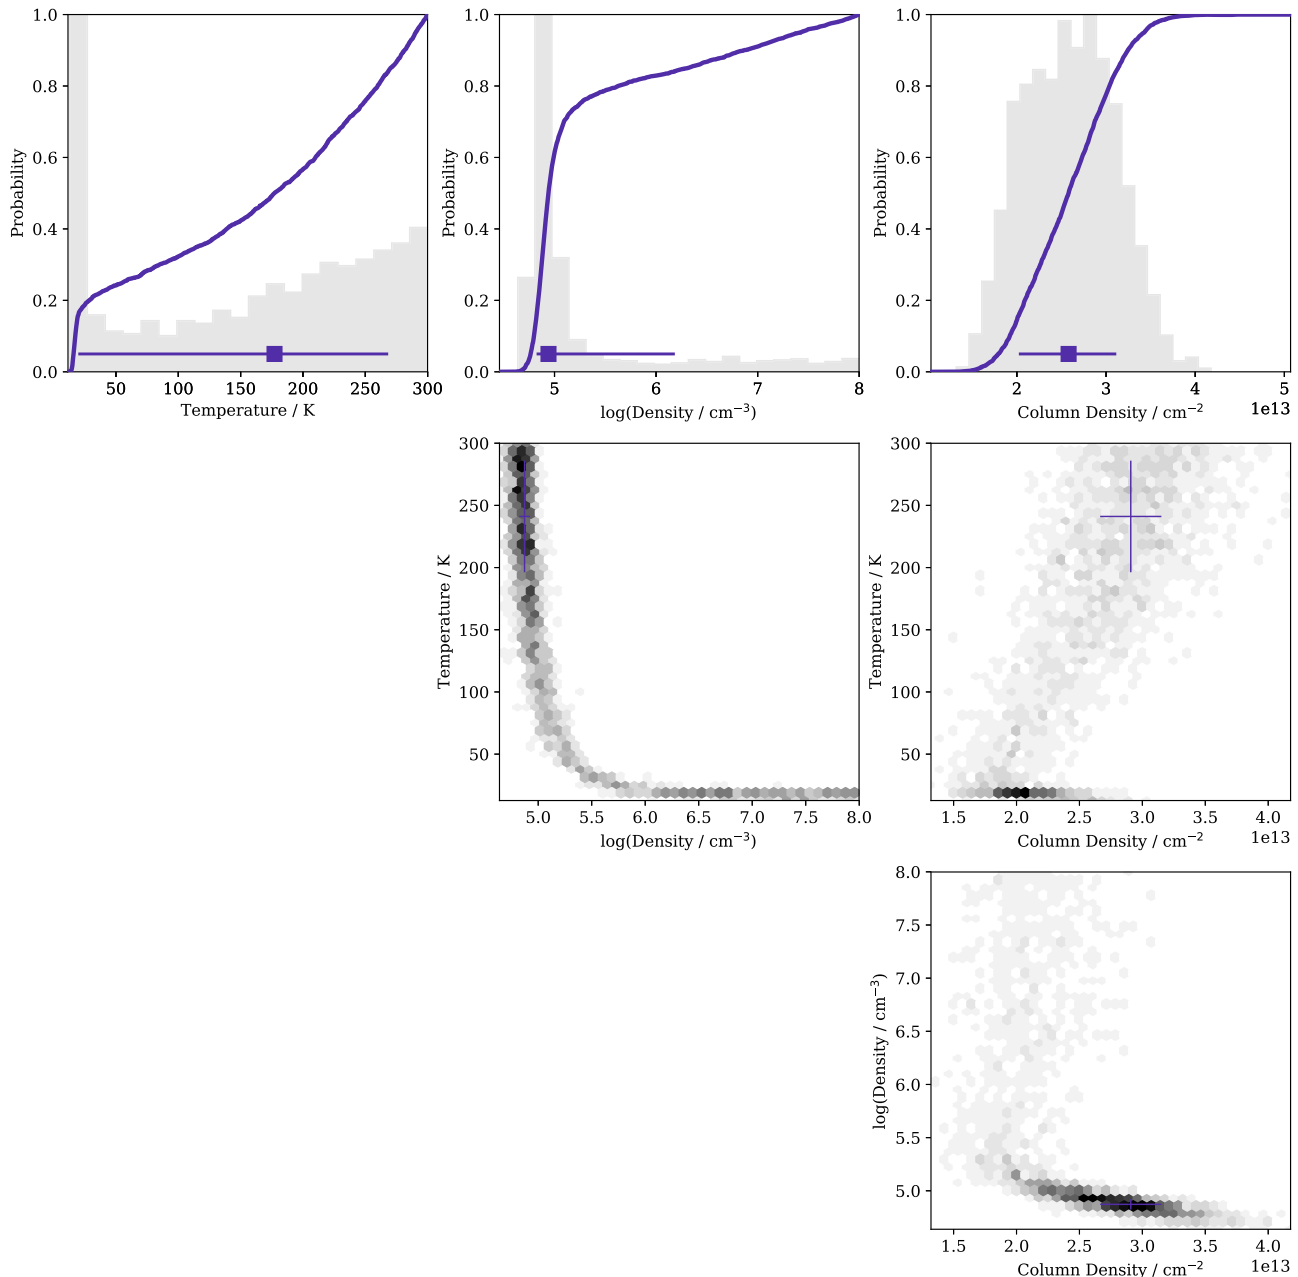 1.0
0.8
0.6
0.4
0.2
0.0
Probability
50 100 150 200 250 300
Temperature / K
1.0
0.8
0.6
0.4
0.2
0.0
Probability
5 6 7 8
log(Density / cm⁻³)
1.0
0.8
0.6
0.4
0.2
0.0
Probability
2 3 4 5
Column Density / cm⁻²
1e13
300
250
200
150
100
50
Temperature / K
5.0 5.5 6.0 6.5 7.0 7.5 8.0
log(Density / cm⁻³)
300
250
200
150
100
50
Temperature / K
1.5 2.0 2.5 3.0 3.5 4.0
Column Density / cm⁻²
1e13
8.0
7.5
7.0
6.5
6.0
5.5
5.0
log(Density / cm⁻³)
1.5 2.0 2.5 3.0 3.5 4.0
Column Density / cm⁻²
1e13